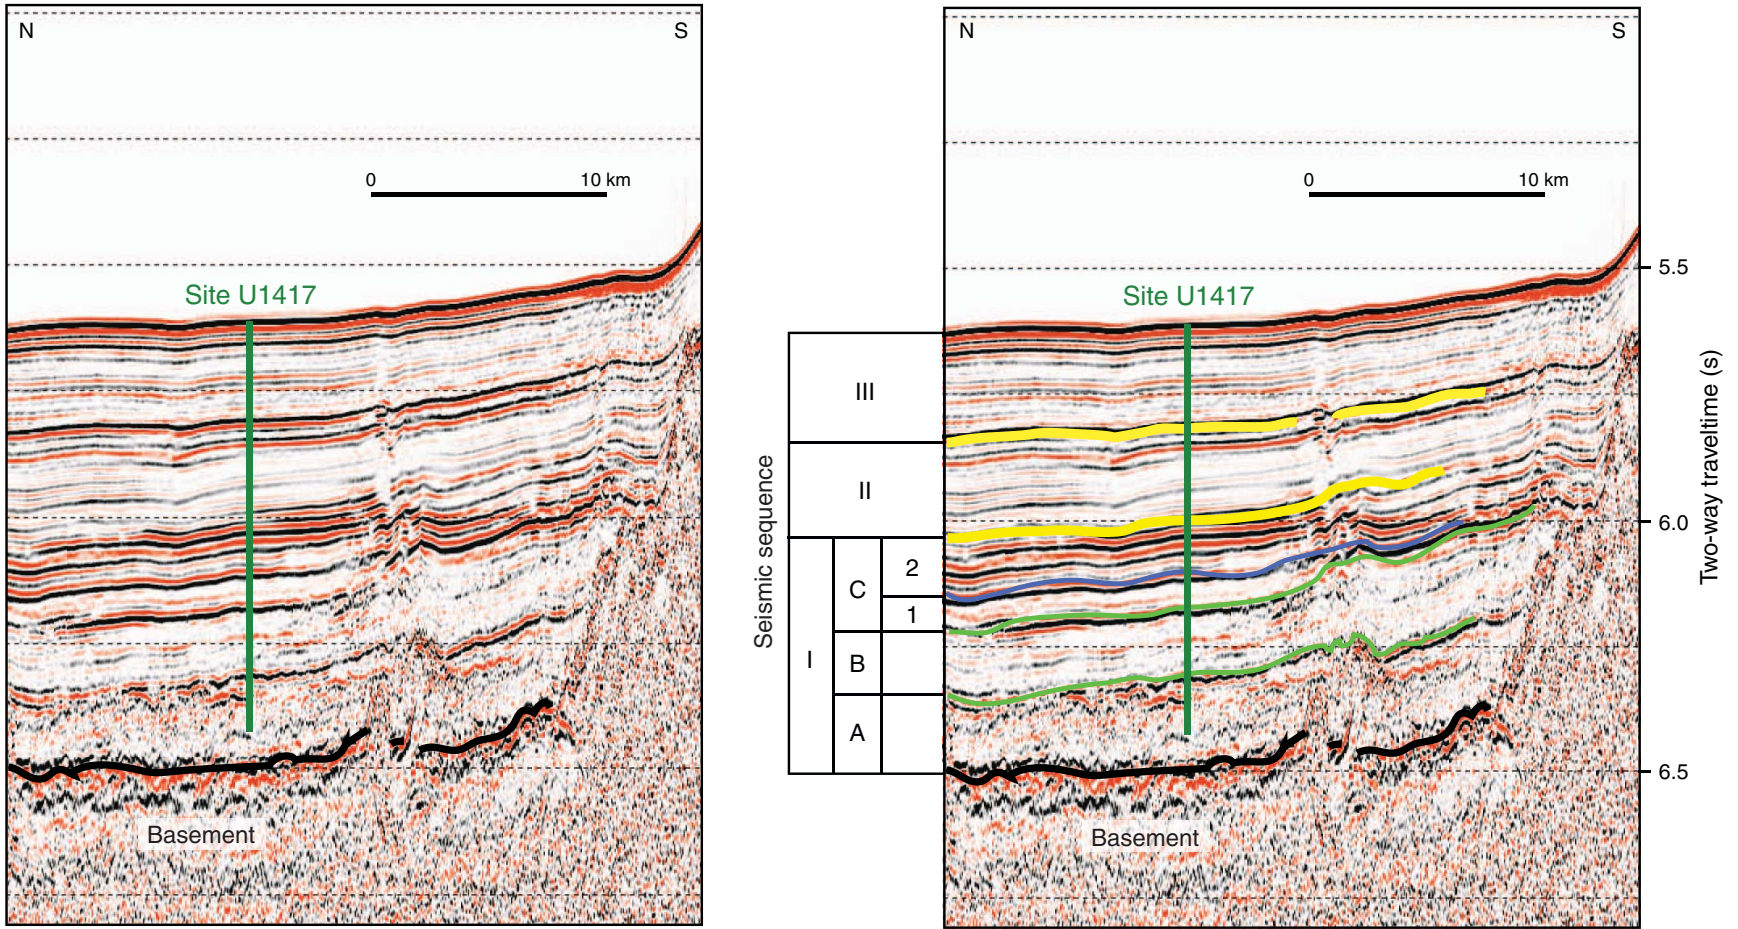 N
S
0
10 km
Site U1417
Basement
N
S
0
10 km
Site U1417
Basement
Seismic sequence
III
II
I
C
2
1
B
A
5.5
6.0
6.5
Two-way traveltime (s)